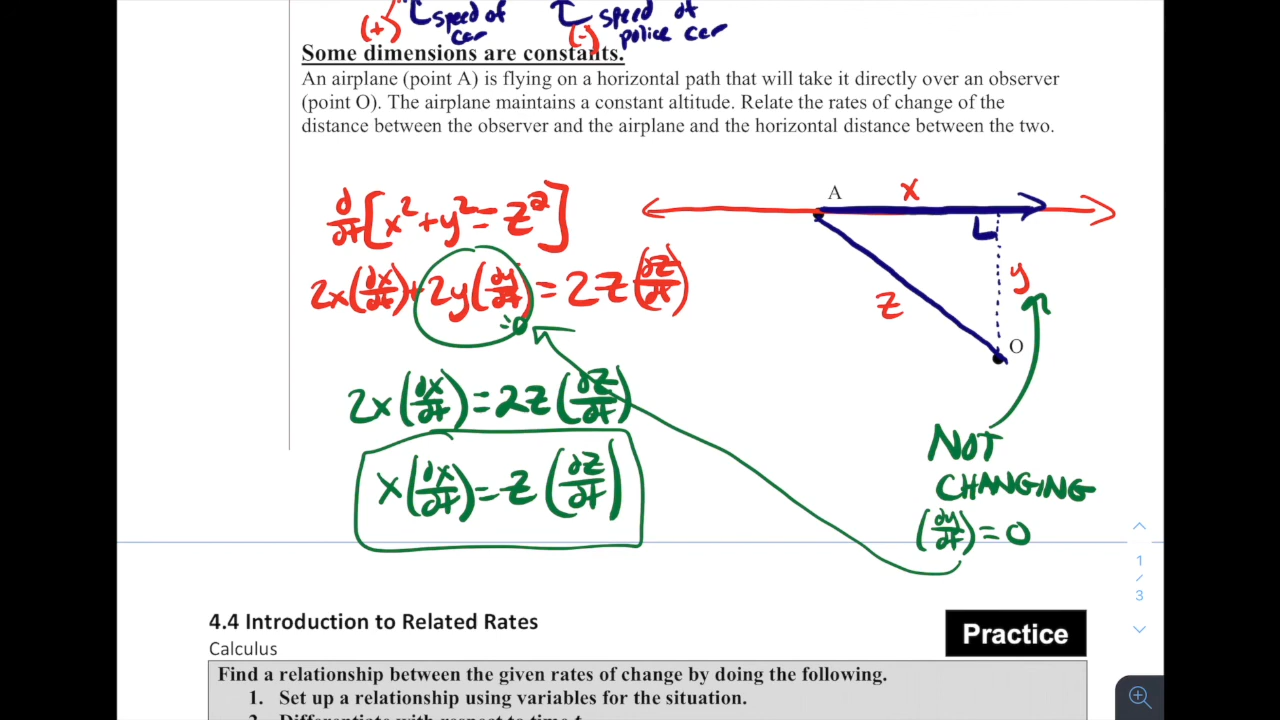 (+) speed of car
(-) speed of police car
Some dimensions are constants.
An airplane (point A) is flying on a horizontal path that will take it directly over an observer
(point O). The airplane maintains a constant altitude. Relate the rates of change of the
distance between the observer and the airplane and the horizontal distance between the two.
d/dt[x²+y²=z²]
2x(dx/dt)+2y(dy/dt)=2z(dz/dt)
=0
2x(dx/dt)=2z(dz/dt)
x(dx/dt)=z(dz/dt)
A
x
y
z
O
NOT
CHANGING
(dy/dt)=0
1
/
3
4.4 Introduction to Related Rates
Calculus
Practice
Find a relationship between the given rates of change by doing the following.
1. Set up a relationship using variables for the situation.
2. Differentiate with respect to time t.